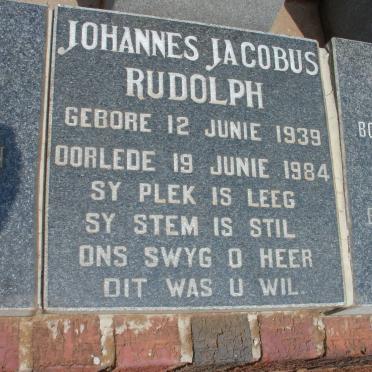 JOHANNES JACOBUS
RUDOLPH
GEBORE 12 JUNIE 1939
OORLEDE 19 JUNIE 1984
SY PLEK IS LEEG
SY STEM IS STIL
ONS SWYG O HEER
DIT WAS U WIL.